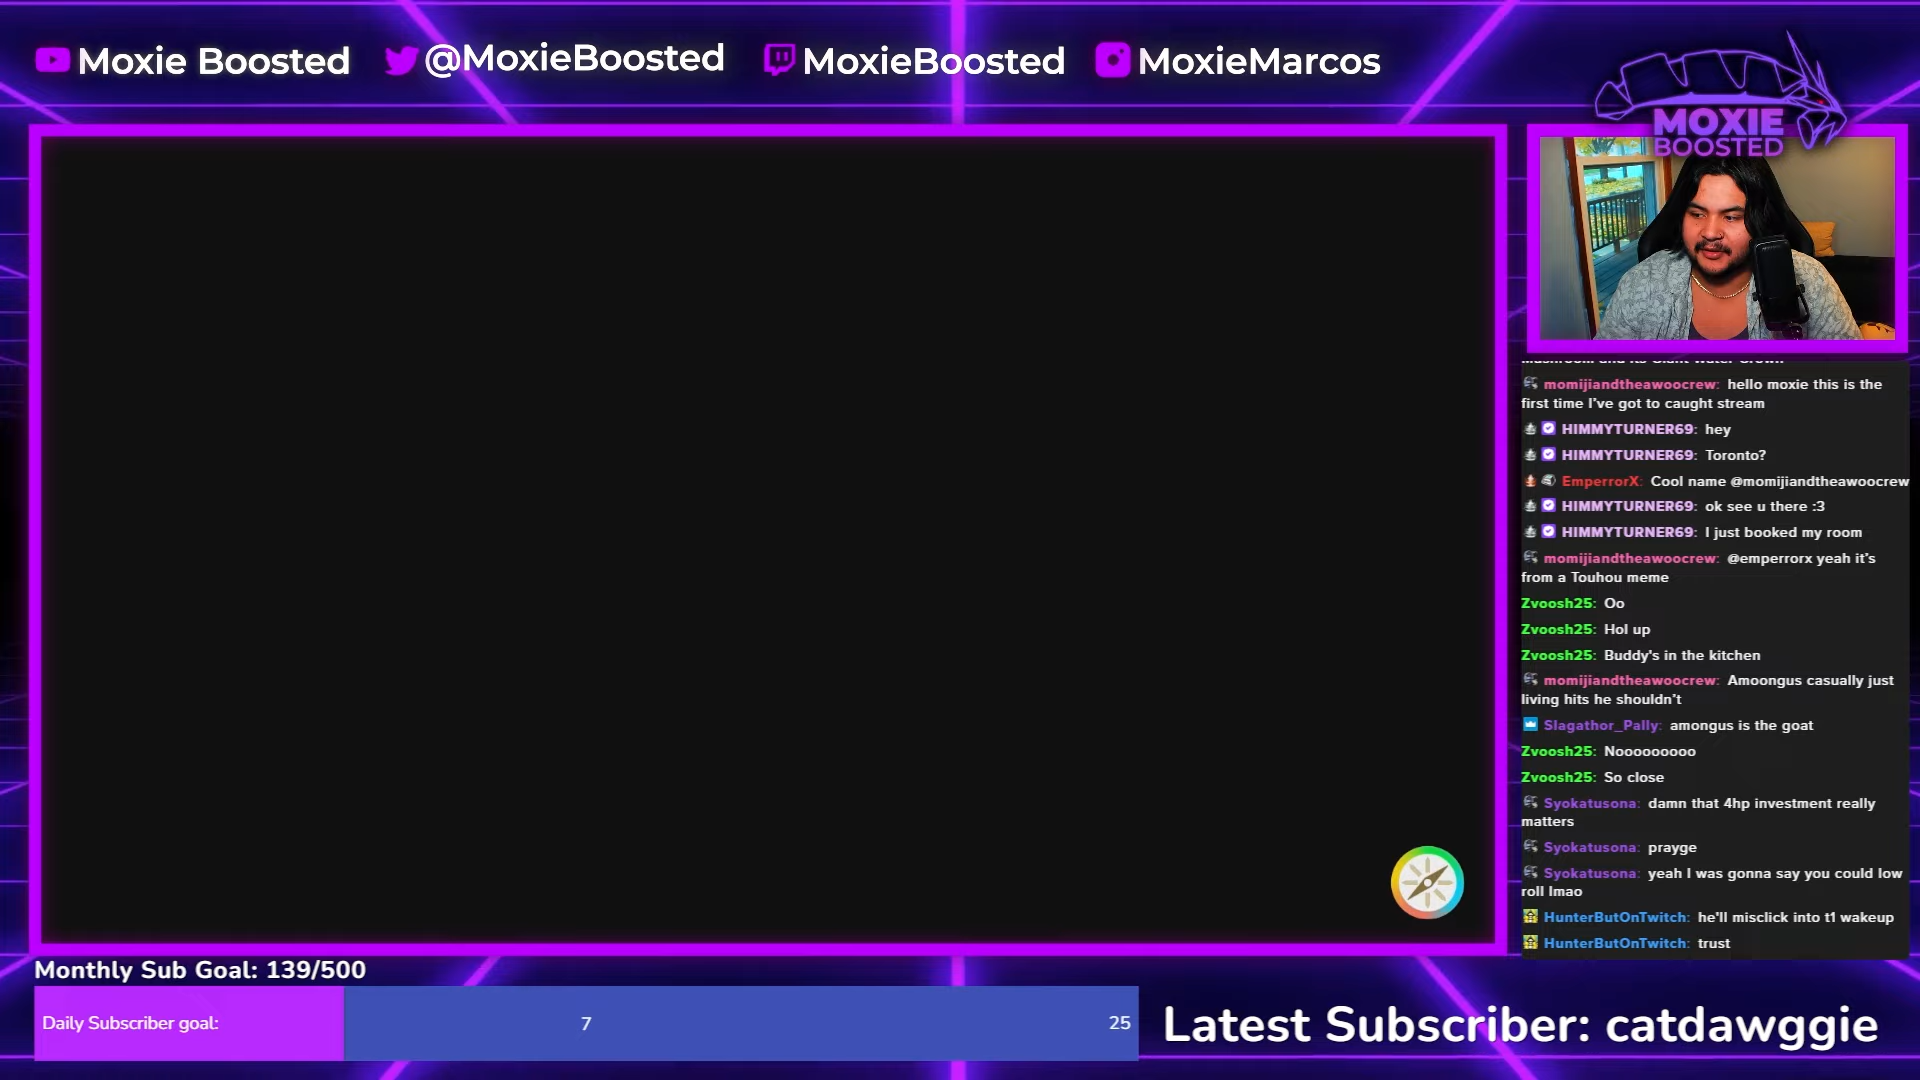 Moxie Boosted @MoxieBoosted MoxieBoosted MoxieMarcos
MOXIE
BOOSTED
momijiandtheawoocrew: hello moxie this is the
first time I've got to caught stream
HIMMYTURNER69: hey
HIMMYTURNER69: Toronto?
EmperrorX: Cool name @momijiandtheawoocrew
HIMMYTURNER69: ok see u there :3
HIMMYTURNER69: I just booked my room
momijiandtheawoocrew: @emperrorx yeah it's
from a Touhou meme
Zvoosh25: Oo
Zvoosh25: Hol up
Zvoosh25: Buddy's in the kitchen
momijiandtheawoocrew: Amoongus casually just
living hits he shouldn't
Slagathor_Pally: amongus is the goat
Zvoosh25: Nooooooooo
Zvoosh25: So close
Syokatusona: damn that 4hp investment really
matters
Syokatusona: prayge
Syokatusona: yeah I was gonna say you could low
roll lmao
HunterButOnTwitch: he'll misclick into t1 wakeup
HunterButOnTwitch: trust
Monthly Sub Goal: 139/500
Daily Subscriber goal: 7 25
Latest Subscriber: catdawggie